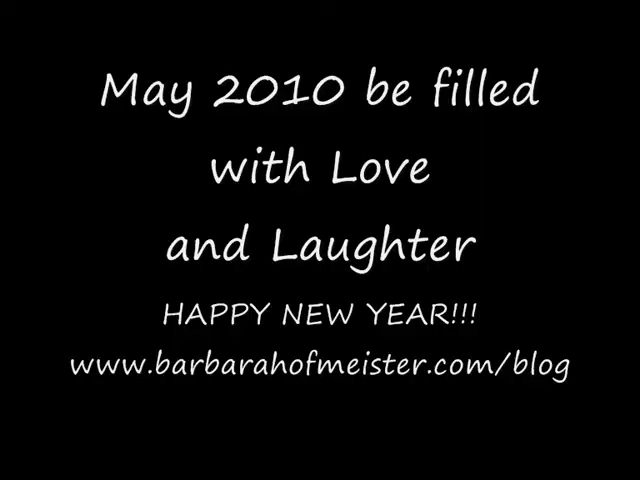 May 2010 be filled
with Love
and Laughter
HAPPY NEW YEAR!!!
www.barbarahofmeister.com/blog